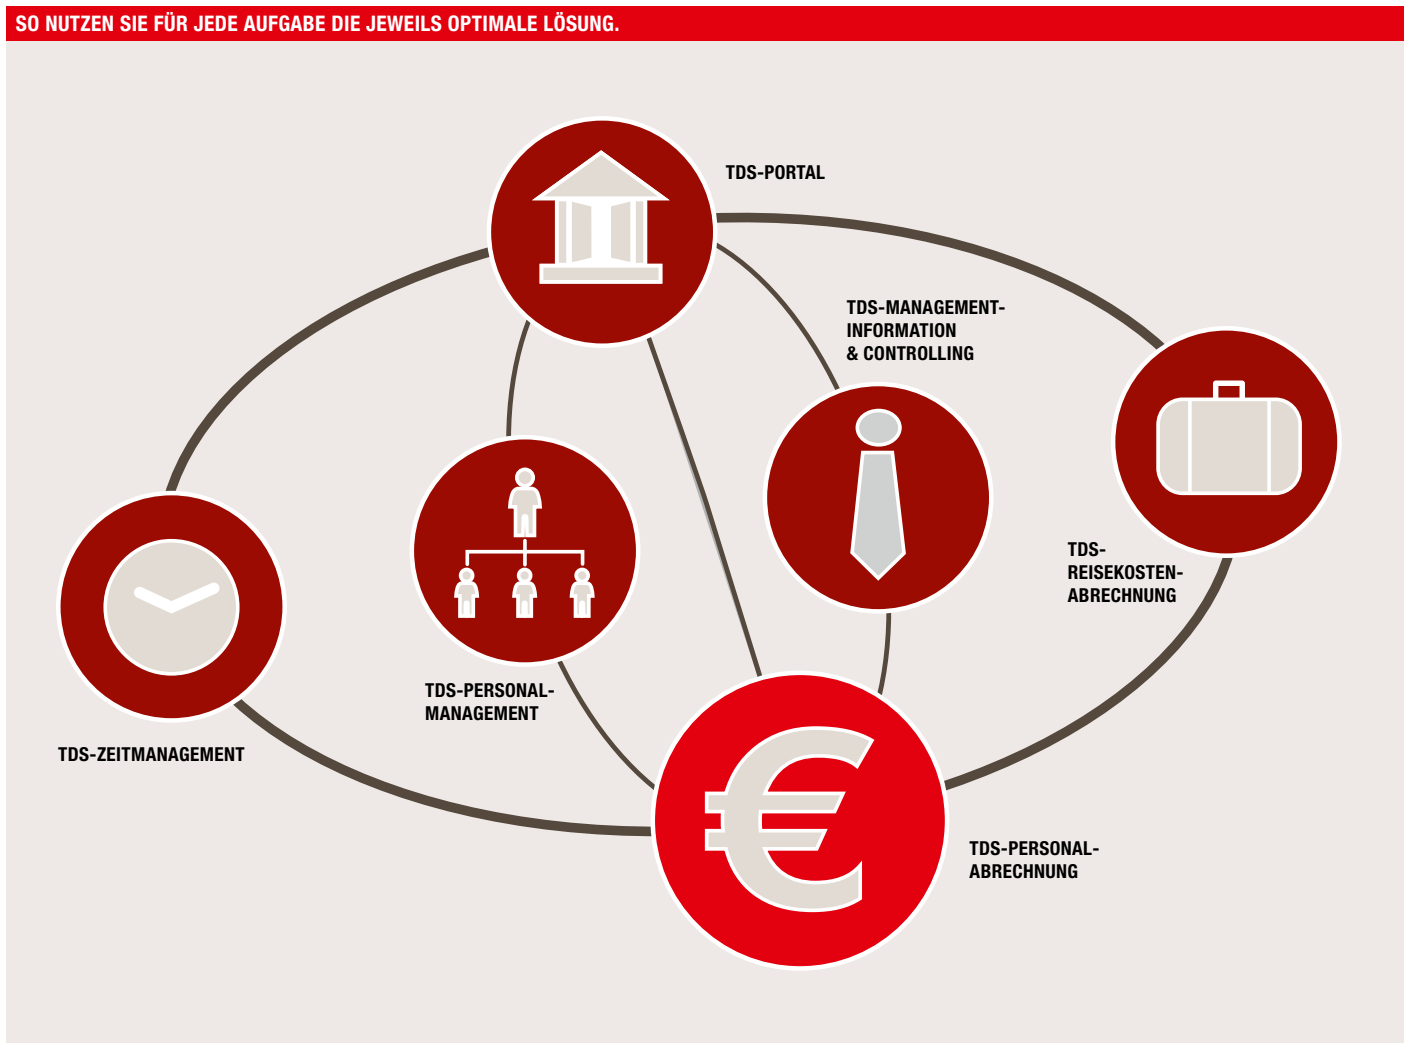 SO NUTZEN SIE FÜR JEDE AUFGABE DIE JEWEILS OPTIMALE LÖSUNG.
TDS-PORTAL
TDS-MANAGEMENT-
INFORMATION
& CONTROLLING
TDS-
REISEKOSTEN-
ABRECHNUNG
TDS-PERSONAL-
MANAGEMENT
TDS-ZEITMANAGEMENT
€
TDS-PERSONAL-
ABRECHNUNG